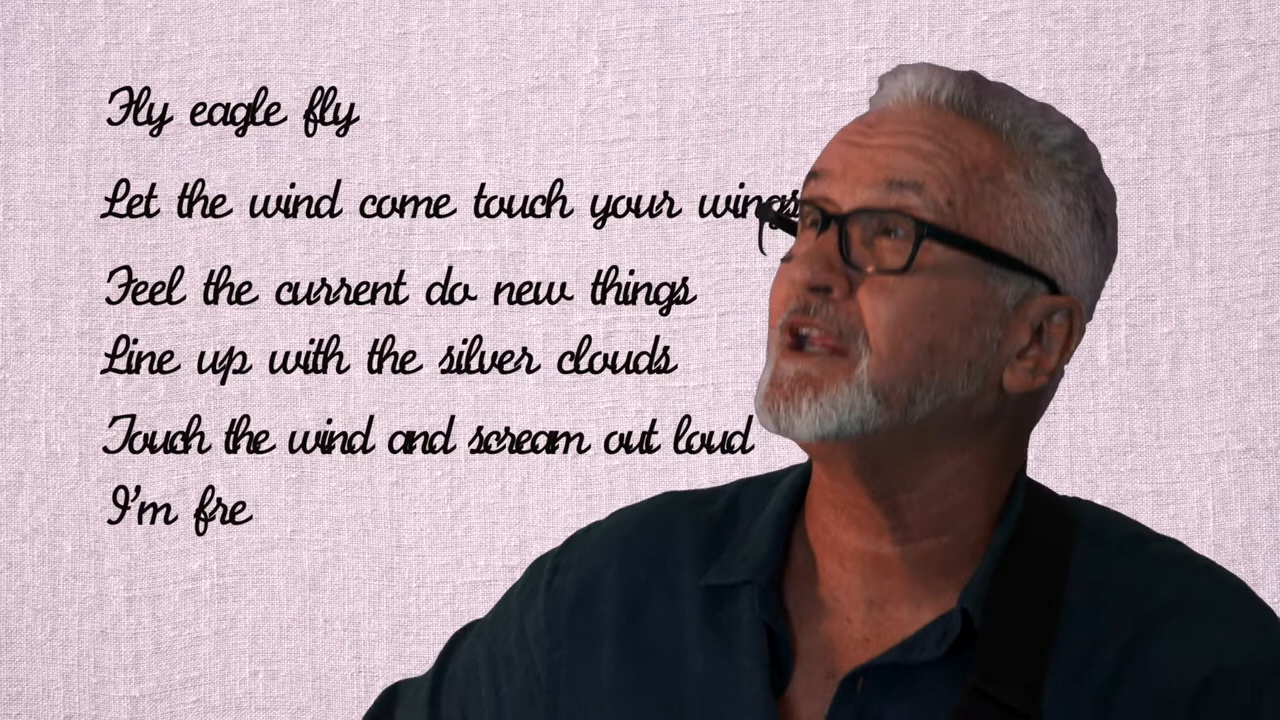 Fly eagle fly
Let the wind come touch your wings
Feel the current do new things
Line up with the silver clouds
Touch the wind and scream out loud
I'm fre